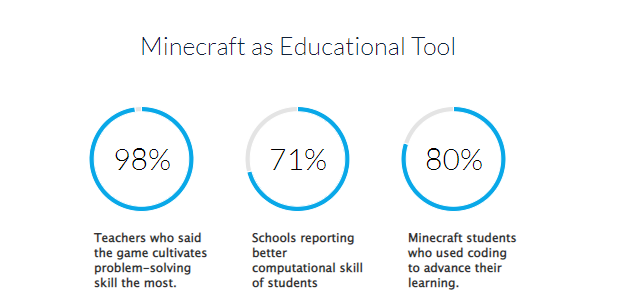 Minecraft as Educational Tool
98%
71%
80%
Teachers who said
the game cultivates
problem-solving
skill the most.
Schools reporting
better
computational skill
of students
Minecraft students
who used coding
to advance their
learning.